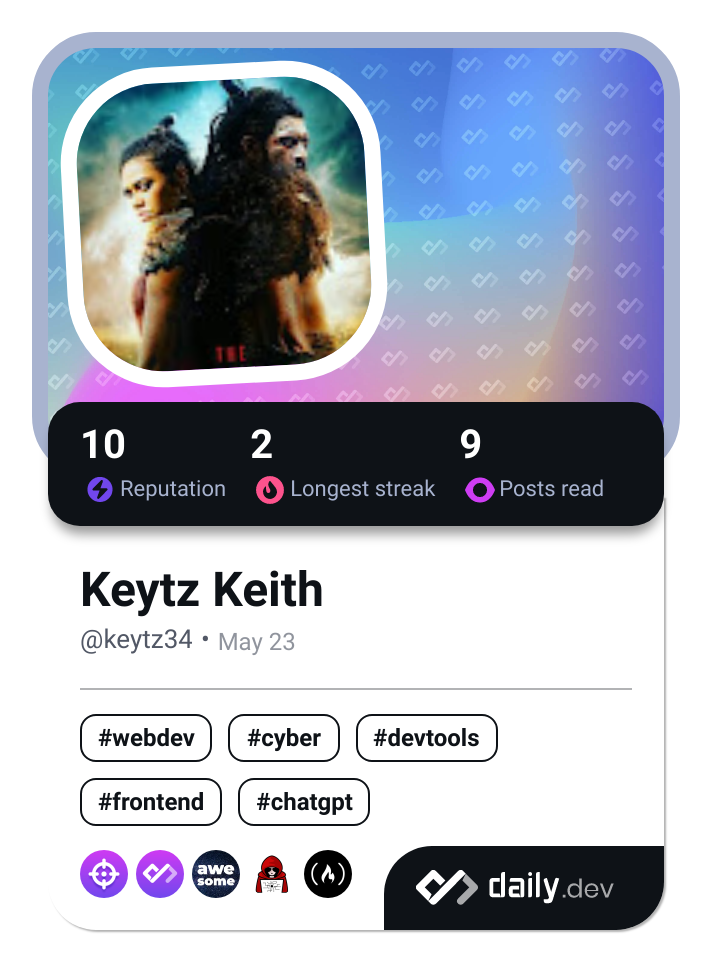 THE
10 2 9
Reputation Longest streak Posts read
Keytz Keith
@keytz34 • May 23
#webdev #cyber #devtools
#frontend #chatgpt
awe
some
daily.dev